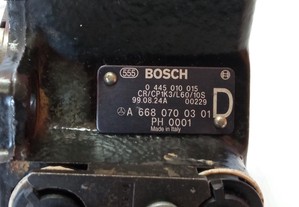 555 BOSCH
0 445 010 015
CR/CP1K3/L60/10S
99.08.24A 00229
A 668 070 03 01
D
PH 0001
Made in Italy